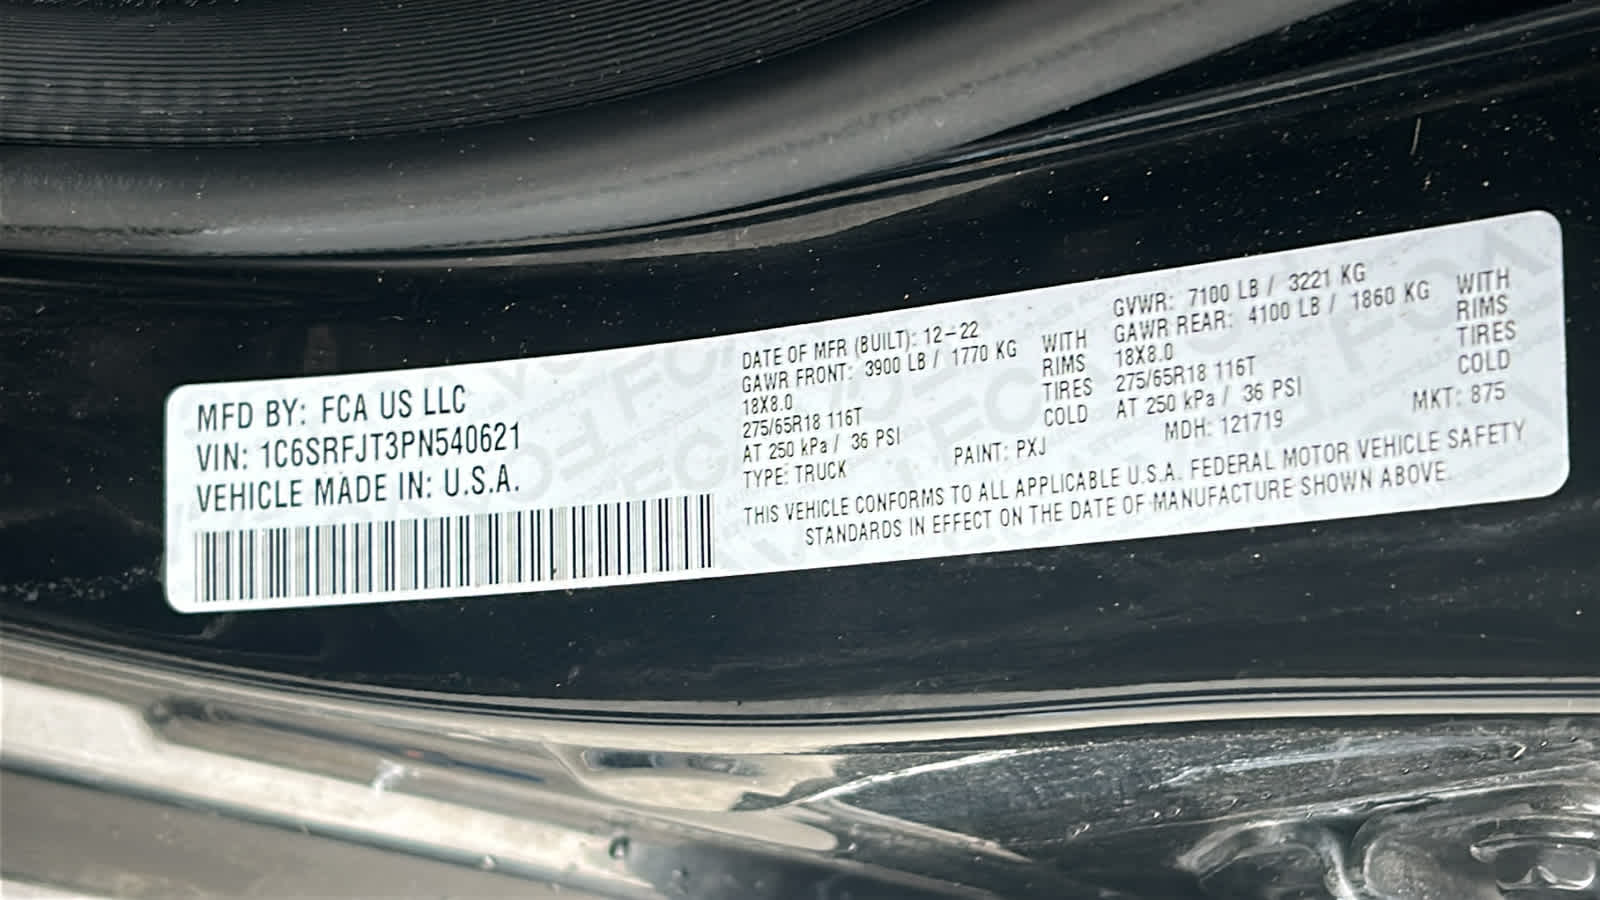 MFD BY: FCA US LLC
VIN: 1C6SRFJT3PN540621
VEHICLE MADE IN: U.S.A.
DATE OF MFR (BUILT): 12-22
GAWR FRONT: 3900 LB / 1770 KG WITH
18X8.0 RIMS
275/65R18 116T TIRES
AT 250 kPa / 36 PSI COLD
TYPE: TRUCK PAINT: PXJ
GVWR: 7100 LB / 3221 KG
GAWR REAR: 4100 LB / 1860 KG WITH
18X8.0 RIMS
275/65R18 116T TIRES
AT 250 kPa / 36 PSI COLD
MDH: 121719 MKT: 875
THIS VEHICLE CONFORMS TO ALL APPLICABLE U.S.A. FEDERAL MOTOR VEHICLE SAFETY
STANDARDS IN EFFECT ON THE DATE OF MANUFACTURE SHOWN ABOVE.